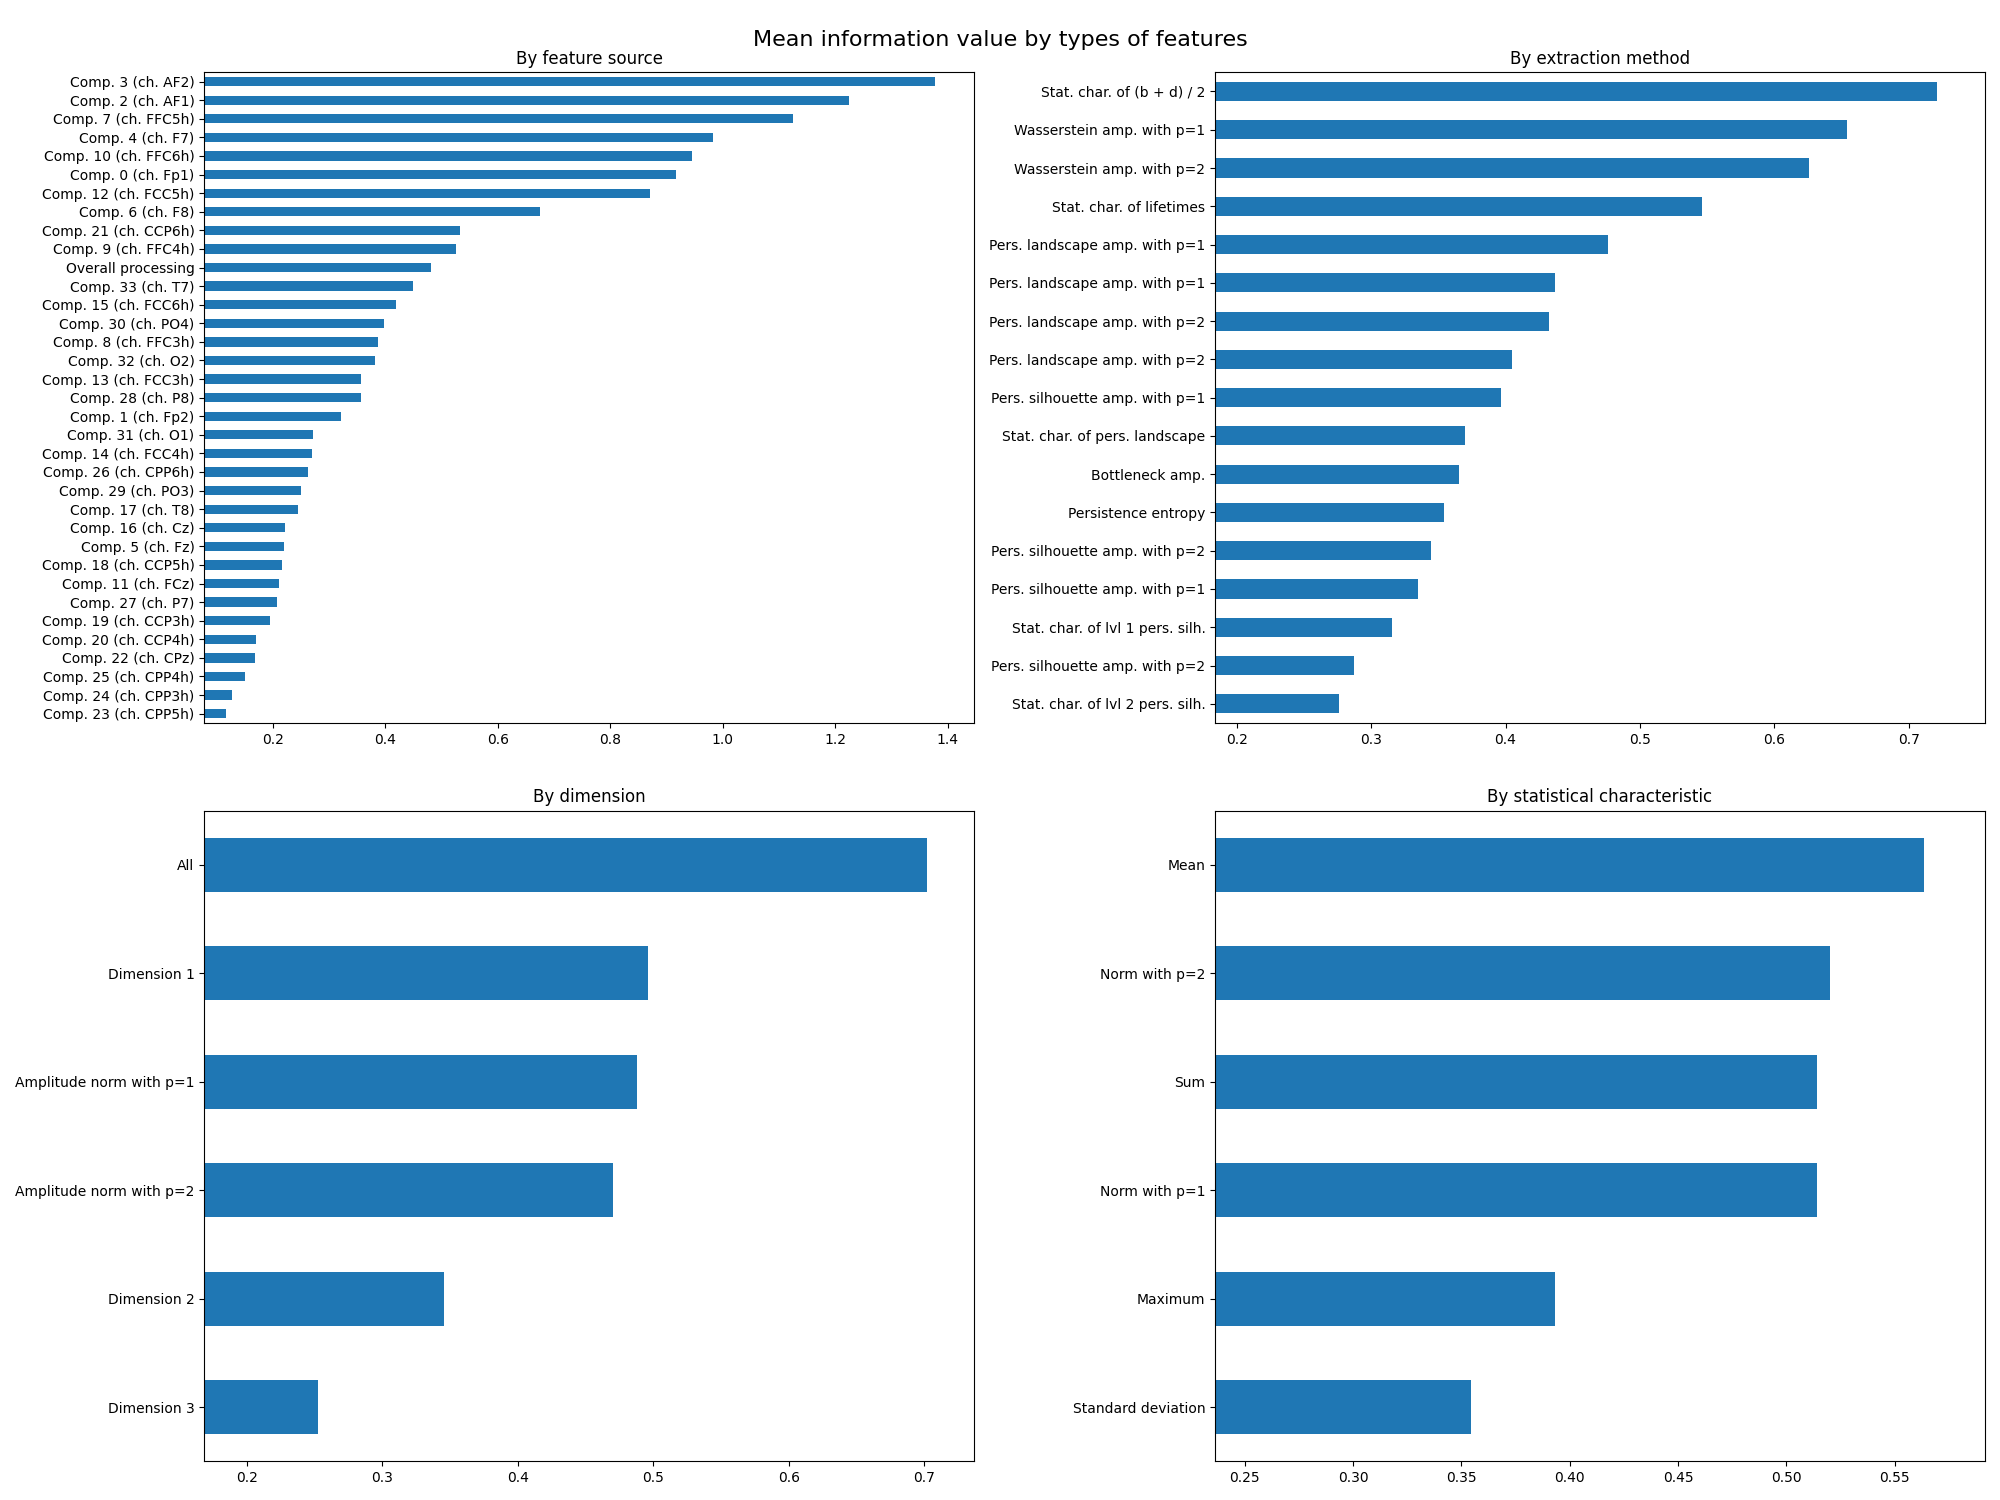 Mean information value by types of features
By feature source
Comp. 3 (ch. AF2)
Comp. 2 (ch. AF1)
Comp. 7 (ch. FFC5h)
Comp. 4 (ch. F7)
Comp. 10 (ch. FFC6h)
Comp. 0 (ch. Fp1)
Comp. 12 (ch. FCC5h)
Comp. 6 (ch. F8)
Comp. 21 (ch. CCP6h)
Comp. 9 (ch. FFC4h)
Overall processing
Comp. 33 (ch. T7)
Comp. 15 (ch. FCC6h)
Comp. 30 (ch. PO4)
Comp. 8 (ch. FFC3h)
Comp. 32 (ch. O2)
Comp. 13 (ch. FCC3h)
Comp. 28 (ch. P8)
Comp. 1 (ch. Fp2)
Comp. 31 (ch. O1)
Comp. 14 (ch. FCC4h)
Comp. 26 (ch. CPP6h)
Comp. 29 (ch. PO3)
Comp. 17 (ch. T8)
Comp. 16 (ch. Cz)
Comp. 5 (ch. Fz)
Comp. 18 (ch. CCP5h)
Comp. 11 (ch. FCz)
Comp. 27 (ch. P7)
Comp. 19 (ch. CCP3h)
Comp. 20 (ch. CCP4h)
Comp. 22 (ch. CPz)
Comp. 25 (ch. CPP4h)
Comp. 24 (ch. CPP3h)
Comp. 23 (ch. CPP5h)
0.2 0.4 0.6 0.8 1.0 1.2 1.4
By extraction method
Stat. char. of (b + d) / 2
Wasserstein amp. with p=1
Wasserstein amp. with p=2
Stat. char. of lifetimes
Pers. landscape amp. with p=1
Pers. landscape amp. with p=1
Pers. landscape amp. with p=2
Pers. landscape amp. with p=2
Pers. silhouette amp. with p=1
Stat. char. of pers. landscape
Bottleneck amp.
Persistence entropy
Pers. silhouette amp. with p=2
Pers. silhouette amp. with p=1
Stat. char. of lvl 1 pers. silh.
Pers. silhouette amp. with p=2
Stat. char. of lvl 2 pers. silh.
0.2 0.3 0.4 0.5 0.6 0.7
By dimension
All
Dimension 1
Amplitude norm with p=1
Amplitude norm with p=2
Dimension 2
Dimension 3
0.2 0.3 0.4 0.5 0.6 0.7
By statistical characteristic
Mean
Norm with p=2
Sum
Norm with p=1
Maximum
Standard deviation
0.25 0.30 0.35 0.40 0.45 0.50 0.55